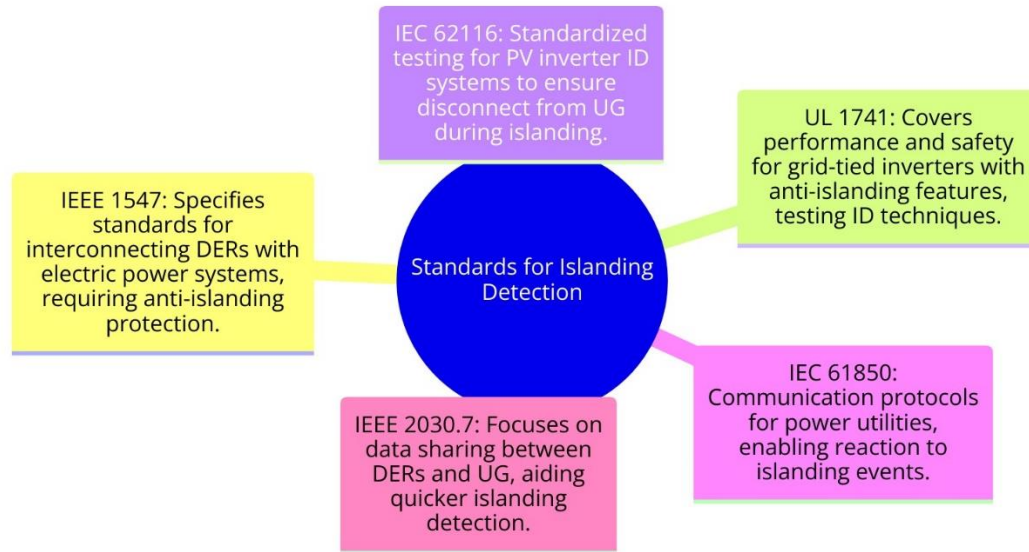 IEC 62116: Standardized
testing for PV inverter ID
systems to ensure
disconnect from UG
during islanding.
UL 1741: Covers
performance and safety
for grid-tied inverters with
anti-islanding features,
testing ID techniques.
IEEE 1547: Specifies
standards for
interconnecting DERs with
electric power systems,
requiring anti-islanding
protection.
Standards for Islanding
Detection
IEC 61850:
Communication protocols
for power utilities,
enabling reaction to
islanding events.
IEEE 2030.7: Focuses on
data sharing between
DERs and UG, aiding
quicker islanding
detection.